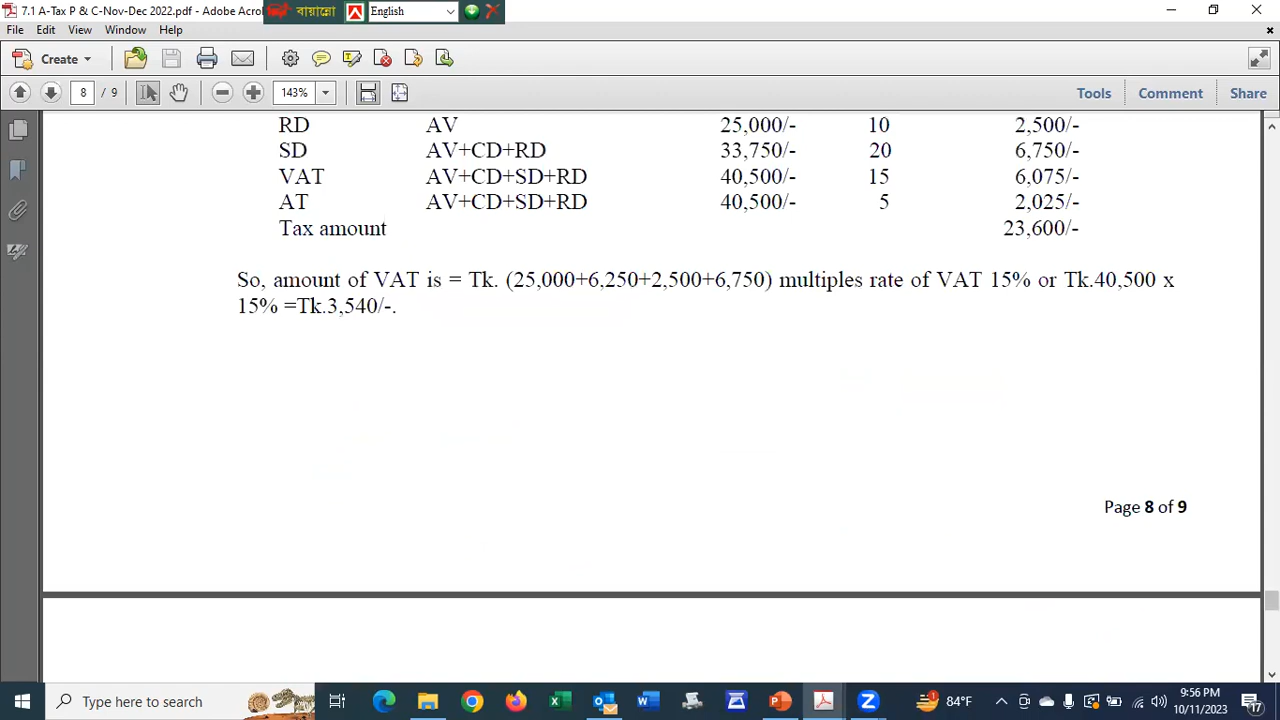 7.1 A-Tax P & C-Nov-Dec 2022.pdf - Adobe Acrol
বায়ান্নো
English
File Edit View Window Help
Create
8 / 9
143%
Tools Comment Share
RD AV 25,000/- 10 2,500/-
SD AV+CD+RD 33,750/- 20 6,750/-
VAT AV+CD+SD+RD 40,500/- 15 6,075/-
AT AV+CD+SD+RD 40,500/- 5 2,025/-
Tax amount 23,600/-
So, amount of VAT is = Tk. (25,000+6,250+2,500+6,750) multiples rate of VAT 15% or Tk.40,500 x
15% =Tk.3,540/-.
Page 8 of 9
Type here to search
1
84°F
9:56 PM
10/11/2023
17